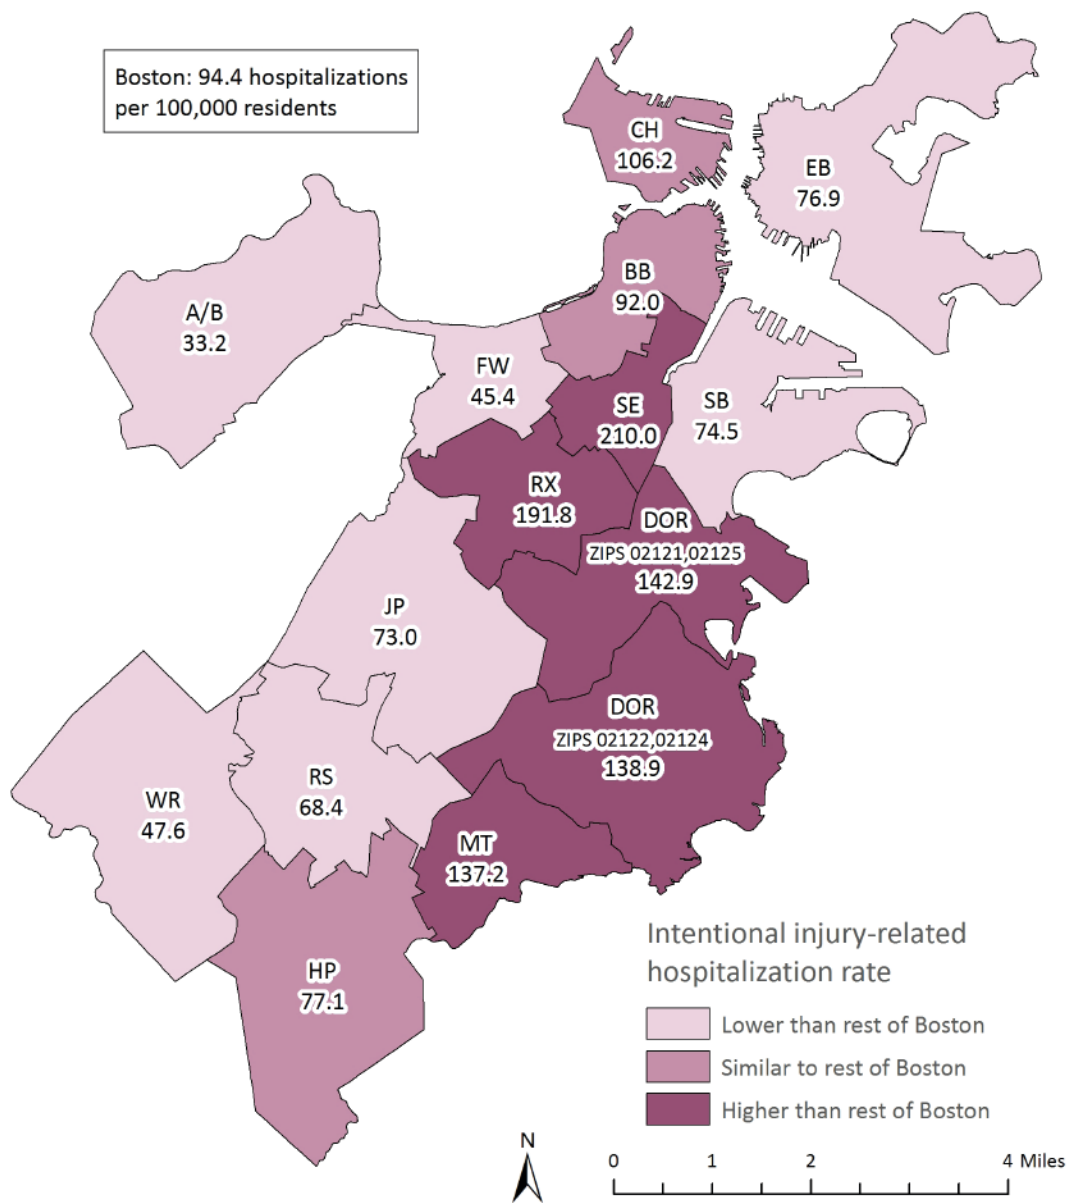 Boston: 94.4 hospitalizations
per 100,000 residents
CH
106.2
EB
76.9
BB
92.0
A/B
33.2
FW
45.4
SE
210.0
SB
74.5
RX
191.8
DOR
ZIPS 02121,02125
142.9
JP
73.0
DOR
ZIPS 02122,02124
138.9
RS
68.4
WR
47.6
MT
137.2
HP
77.1
Intentional injury-related
hospitalization rate
Lower than rest of Boston
Similar to rest of Boston
Higher than rest of Boston
N
0 1 2 4 Miles